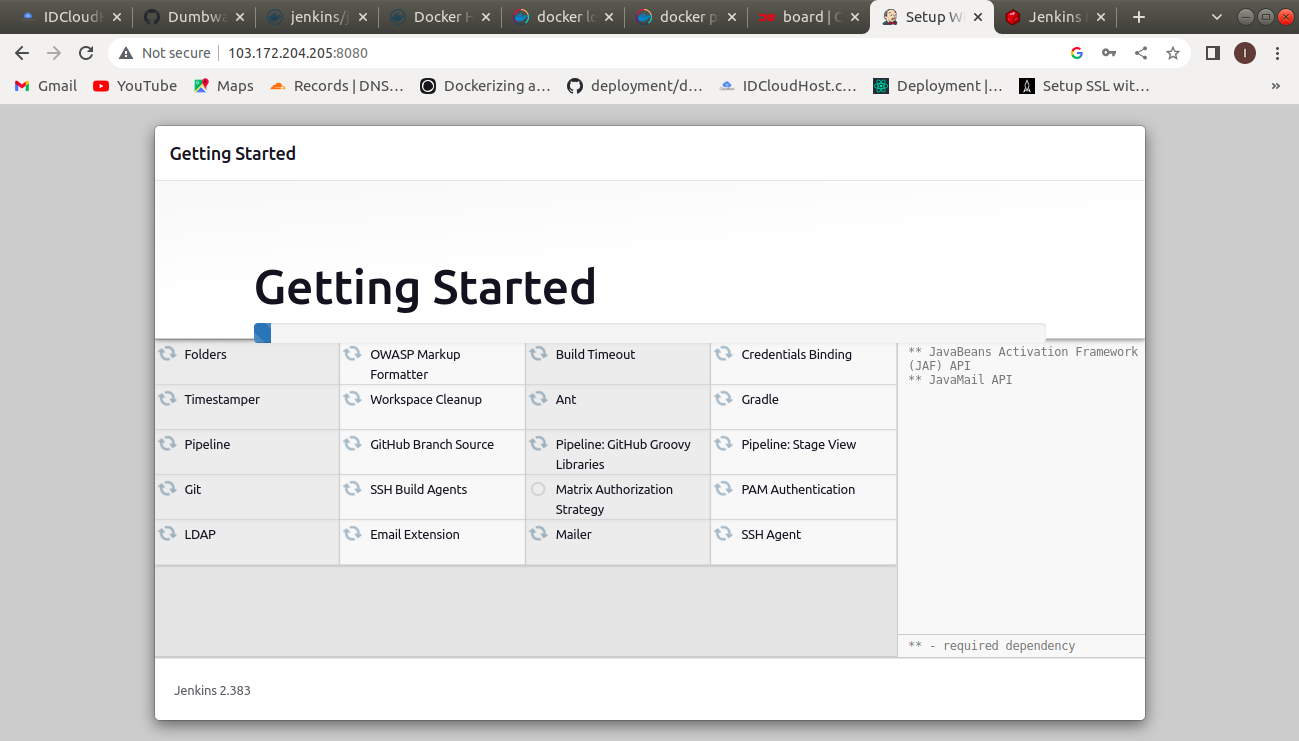 IDCloudH
Dumbwa
jenkins/j
Docker H
docker lo
docker p
board | C
Setup W
Jenkins
Not secure
103.172.204.205:8080
I
Gmail
YouTube
Maps
Records | DNS...
Dockerizing a...
deployment/d...
IDCloudHost.c...
Deployment |...
Setup SSL wit...
»
Getting Started
Getting Started
Folders
OWASP Markup
Formatter
Build Timeout
Credentials Binding
Timestamper
Workspace Cleanup
Ant
Gradle
Pipeline
GitHub Branch Source
Pipeline: GitHub Groovy
Libraries
Pipeline: Stage View
Git
SSH Build Agents
Matrix Authorization
Strategy
PAM Authentication
LDAP
Email Extension
Mailer
SSH Agent
** JavaBeans Activation Framework
(JAF) API
** JavaMail API
** - required dependency
Jenkins 2.383